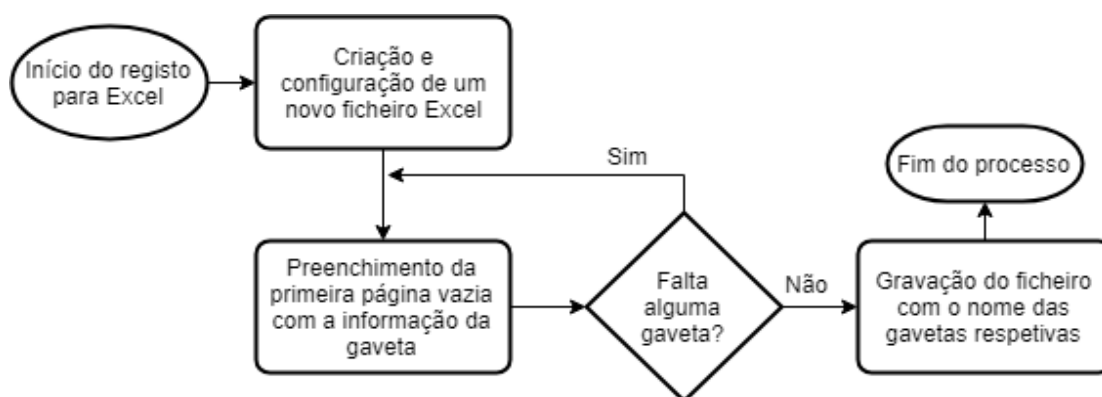 Início do registo
para Excel
Criação e
configuração de um
novo ficheiro Excel
Sim
Preenchimento da
primeira página vazia
com a informação da
gaveta
Falta
alguma
gaveta?
Não
Gravação do ficheiro
com o nome das
gavetas respetivas
Fim do processo